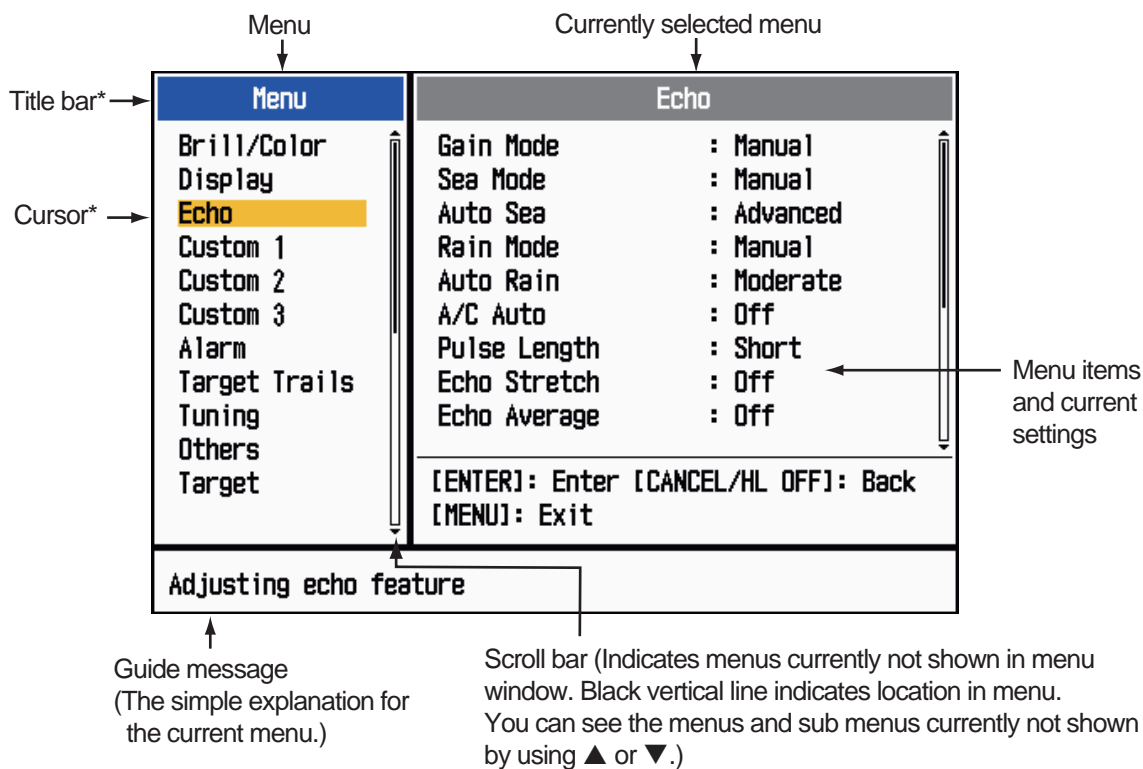 Menu
Currently selected menu
Title bar*
Menu
Echo
Brill/Color
Display
Cursor*
Echo
Custom 1
Custom 2
Custom 3
Alarm
Target Trails
Tuning
Others
Target
Gain Mode : Manual
Sea Mode : Manual
Auto Sea : Advanced
Rain Mode : Manual
Auto Rain : Moderate
A/C Auto : Off
Pulse Length : Short
Echo Stretch : Off
Echo Average : Off
Menu items
and current
settings
[ENTER]: Enter [CANCEL/HL OFF]: Back
[MENU]: Exit
Adjusting echo feature
Guide message
(The simple explanation for
the current menu.)
Scroll bar (Indicates menus currently not shown in menu
window. Black vertical line indicates location in menu.
You can see the menus and sub menus currently not shown
by using ▲ or ▼.)